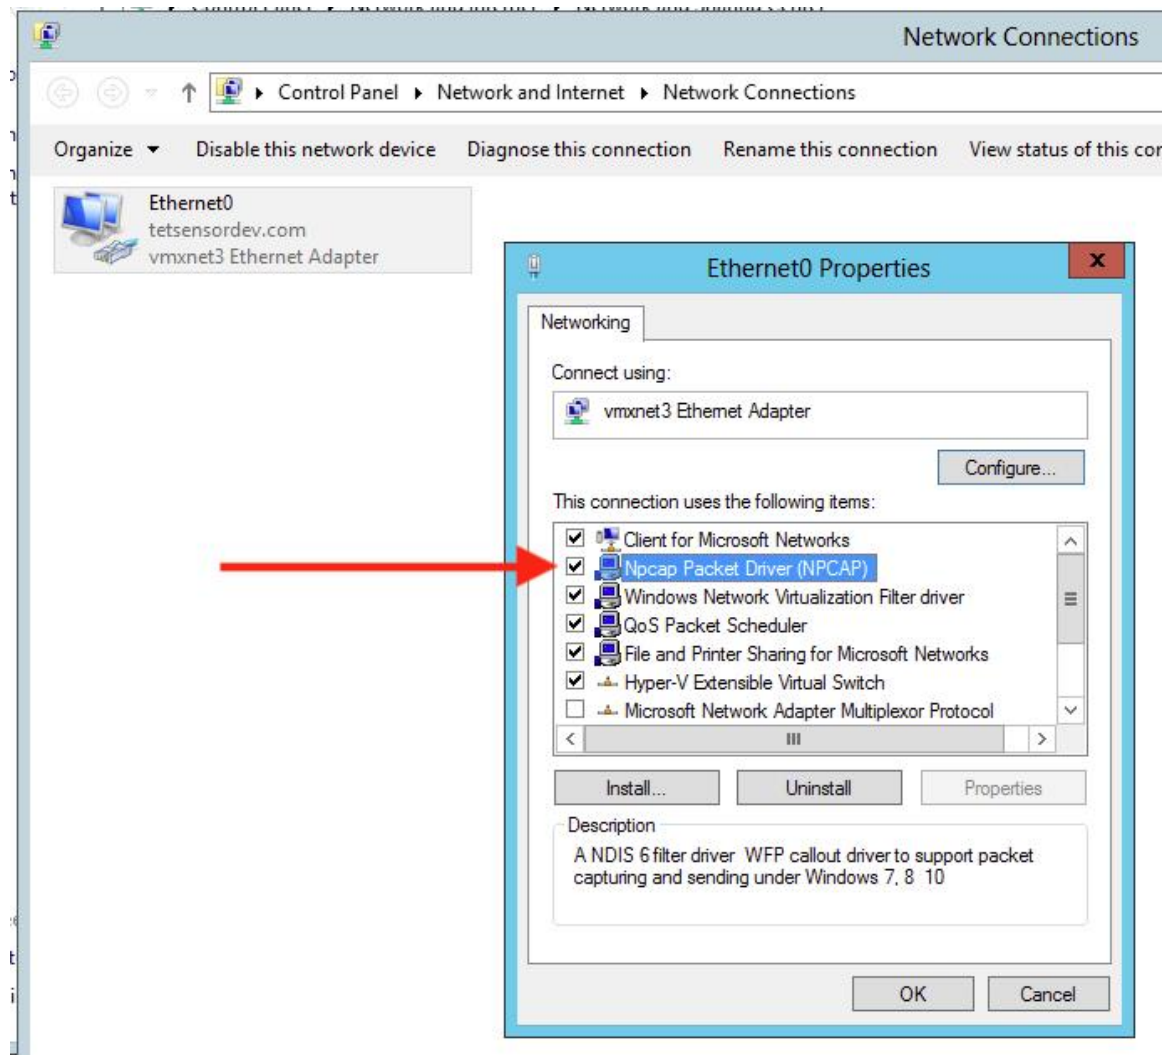 Network Connections
Control Panel Network and Internet Network Connections
Organize Disable this network device Diagnose this connection Rename this connection View status of this cor
Ethernet0
tetsensordev.com
vmxnet3 Ethernet Adapter
Ethernet0 Properties
x
Networking
Connect using:
vmxnet3 Ethernet Adapter
Configure...
This connection uses the following items:
Client for Microsoft Networks
Npcap Packet Driver (NPCAP)
Windows Network Virtualization Filter driver
QoS Packet Scheduler
File and Printer Sharing for Microsoft Networks
Hyper-V Extensible Virtual Switch
Microsoft Network Adapter Multiplexor Protocol
Install... Uninstall Properties
Description
A NDIS 6 filter driver WFP callout driver to support packet
capturing and sending under Windows 7, 8 10
OK Cancel